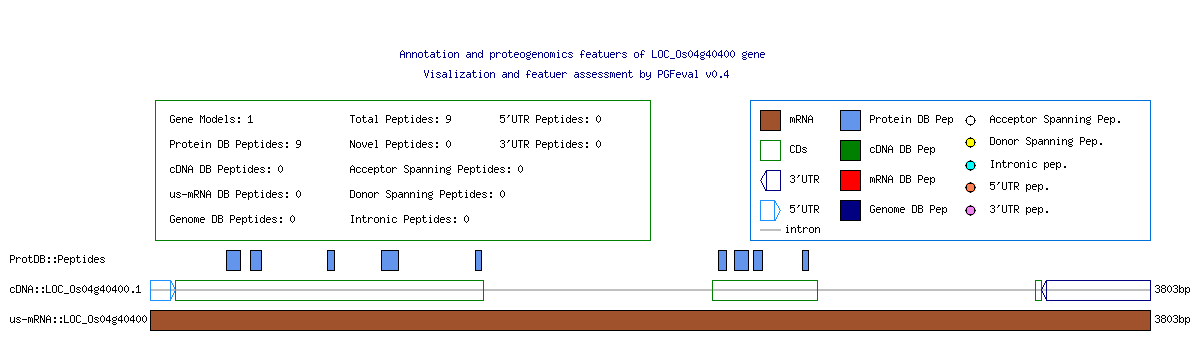 Annotation and proteogenomics featuers of LOC_Os04g40400 gene
Visalization and featuer assessment by PGFeval v0.4
Gene Models: 1 Total Peptides: 9 5'UTR Peptides: 0
Protein DB Peptides: 9 Novel Peptides: 0 3'UTR Peptides: 0
cDNA DB Peptides: 0 Acceptor Spanning Peptides: 0
us-mRNA DB Peptides: 0 Donor Spanning Peptides: 0
Genome DB Peptides: 0 Intronic Peptides: 0
mRNA Protein DB Pep Acceptor Spanning Pep.
CDs cDNA DB Pep Donor Spanning Pep.
3'UTR mRNA DB Pep Intronic pep.
5'UTR Genome DB Pep 5'UTR pep.
intron 3'UTR pep.
ProtDB::Peptides
cDNA::LOC_Os04g40400.1 3803bp
us-mRNA::LOC_Os04g40400 3803bp